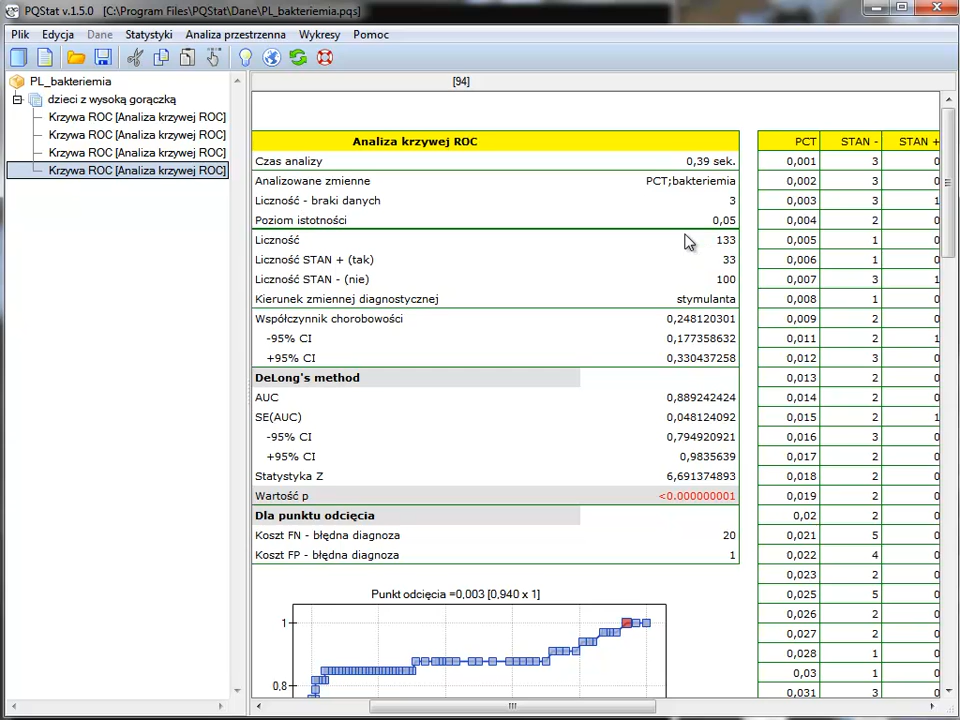 PQStat v.1.5.0 [C:\Program Files\PQStat\Dane\PL_bakteriemia.pqs]
Plik Edycja Dane Statystyki Analiza przestrzenna Wykresy Pomoc
PL_bakteriemia
dzieci z wysoką gorączką
Krzywa ROC [Analiza krzywej ROC]
Krzywa ROC [Analiza krzywej ROC]
Krzywa ROC [Analiza krzywej ROC]
Krzywa ROC [Analiza krzywej ROC]
[94]
Analiza krzywej ROC
Czas analizy 0,39 sek.
Analizowane zmienne PCT;bakteriemia
Liczność - braki danych 3
Poziom istotności 0,05
Liczność 133
Liczność STAN + (tak) 33
Liczność STAN - (nie) 100
Kierunek zmiennej diagnostycznej stymulanta
Współczynnik chorobowości 0,248120301
-95% CI 0,177358632
+95% CI 0,330437258
DeLong's method
AUC 0,889242424
SE(AUC) 0,048124092
-95% CI 0,794920921
+95% CI 0,9835639
Statystyka Z 6,691374893
Wartość p <0.000000001
Dla punktu odcięcia
Koszt FN - błędna diagnoza 20
Koszt FP - błędna diagnoza 1
Punkt odcięcia =0,003 [0,940 x 1]
1
0.8
PCT STAN - STAN +
0,001 3 0
0,002 3 0
0,003 3 1
0,004 2 0
0,005 1 0
0,006 1 0
0,007 3 1
0,008 1 0
0,009 2 0
0,011 2 1
0,012 3 0
0,013 2 0
0,014 2 0
0,015 2 1
0,016 3 0
0,017 2 0
0,018 2 0
0,019 2 0
0,02 2 0
0,021 5 0
0,022 4 0
0,023 2 0
0,025 5 0
0,026 2 0
0,027 2 0
0,028 1 0
0,03 1 0
0,031 3 0